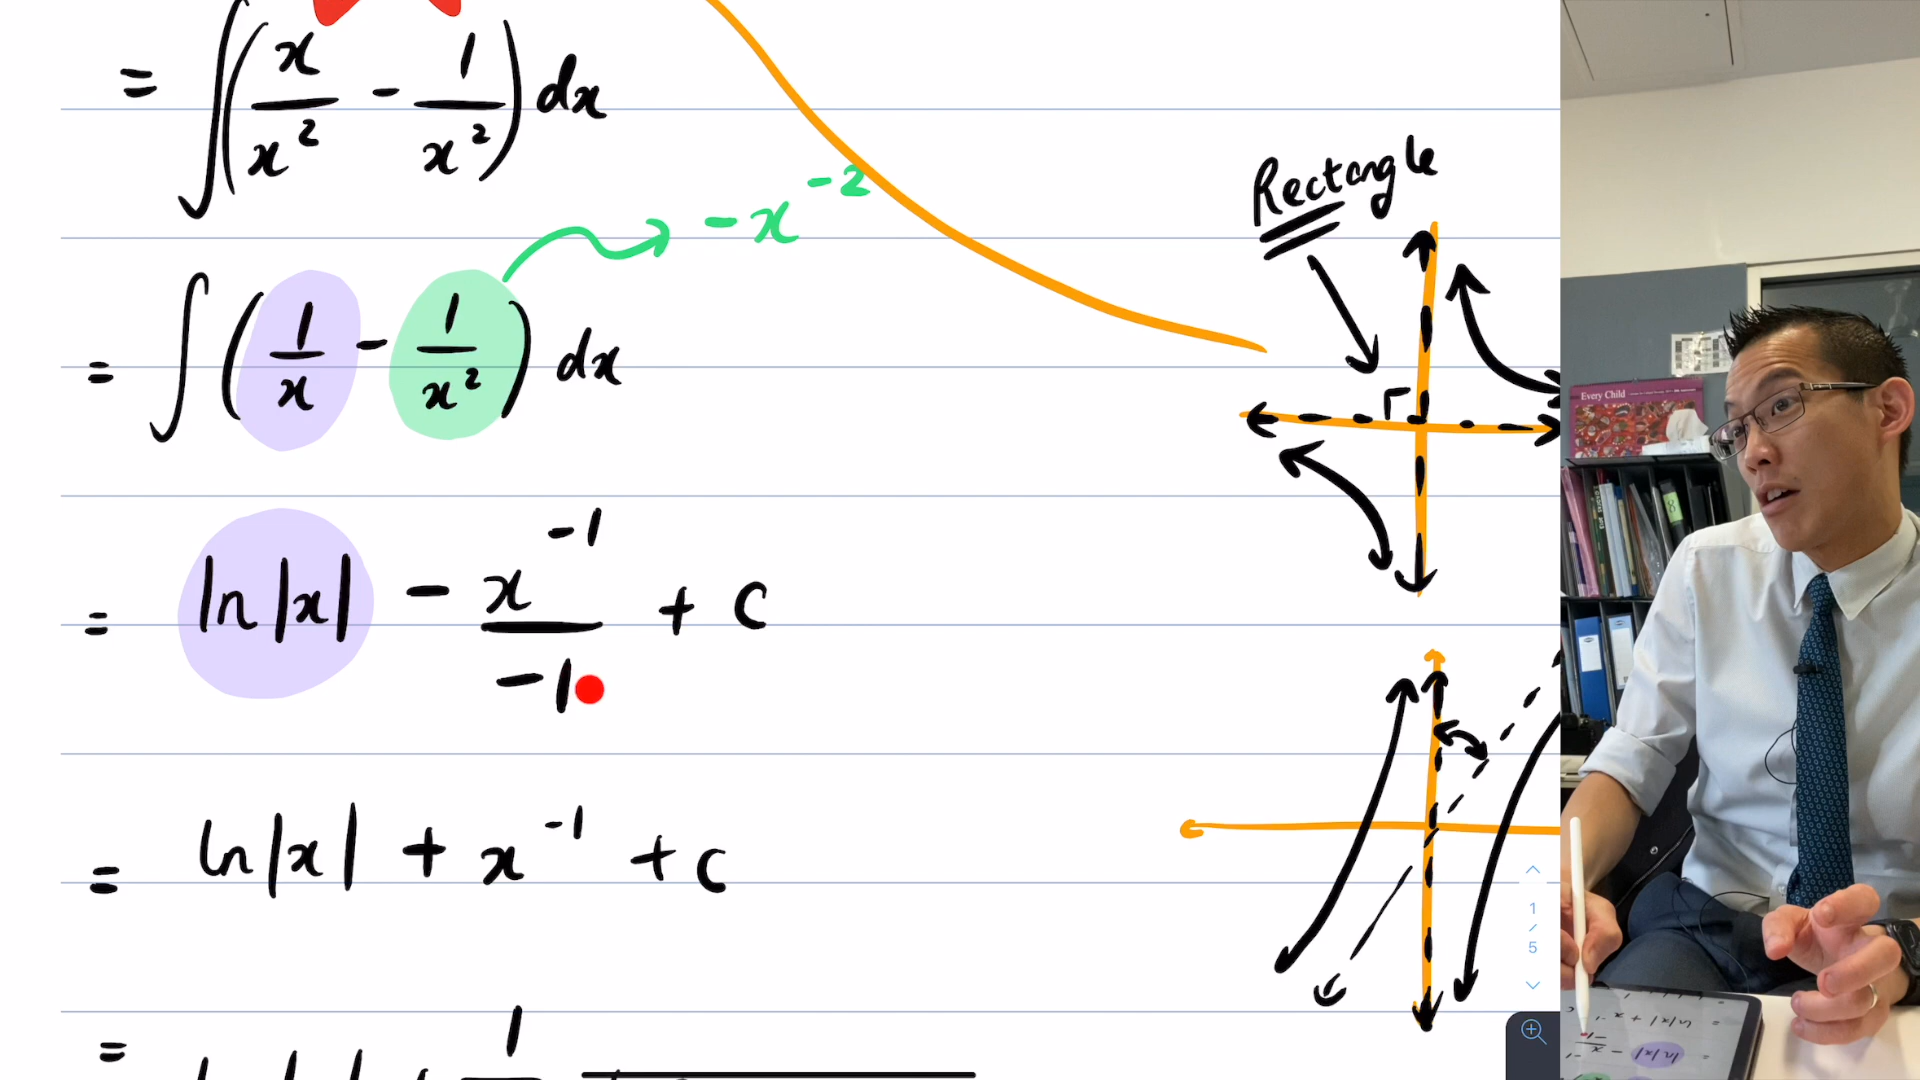 = ∫(x/x² - 1/x²) dx
-x⁻²
= ∫(1/x - 1/x²) dx
= ln|x| - x⁻¹/-1 + C
= ln|x| + x⁻¹ + C
Rectangle
Every Child
1
/
5